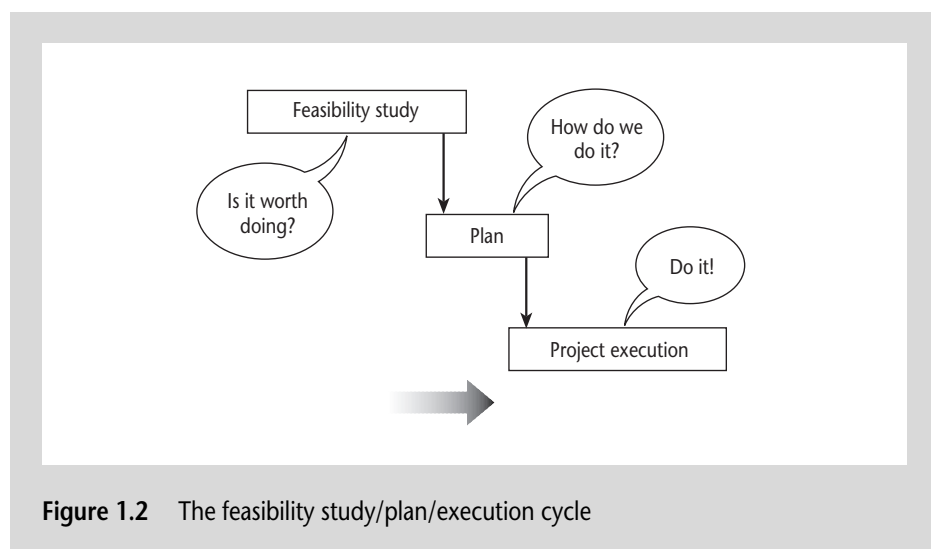 Feasibility study
How do we
do it?
Is it worth
doing?
Plan
Do it!
Project execution
Figure 1.2 The feasibility study/plan/execution cycle